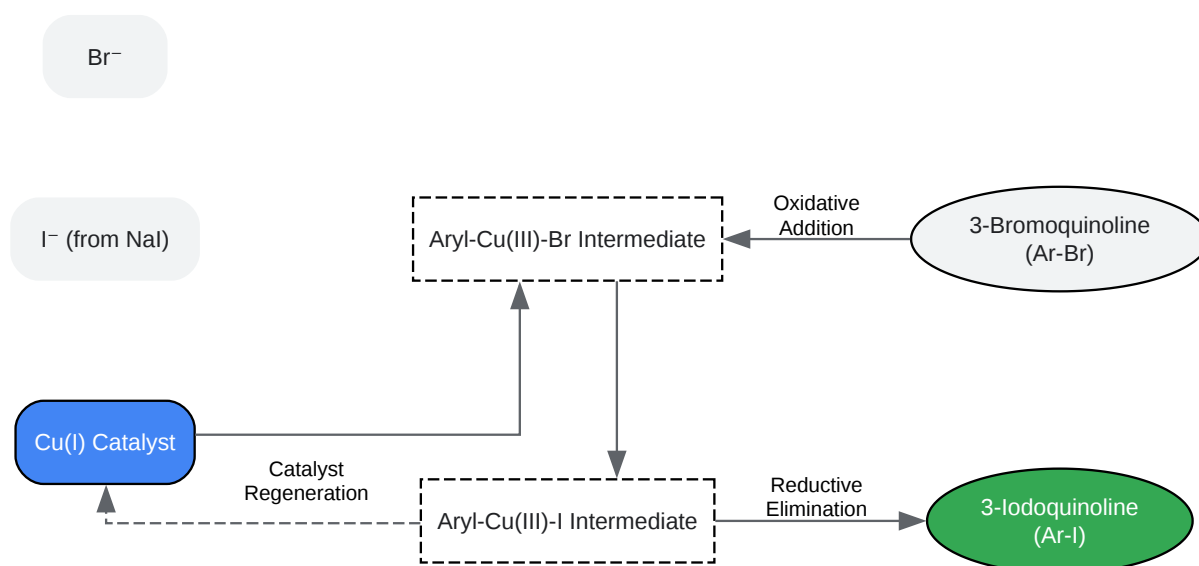 Br⁻
I⁻ (from NaI)
Aryl-Cu(III)-Br Intermediate
Oxidative
Addition
3-Bromoquinoline
(Ar-Br)
Cu(I) Catalyst
Catalyst
Regeneration
Aryl-Cu(III)-I Intermediate
Reductive
Elimination
3-Iodoquinoline
(Ar-I)